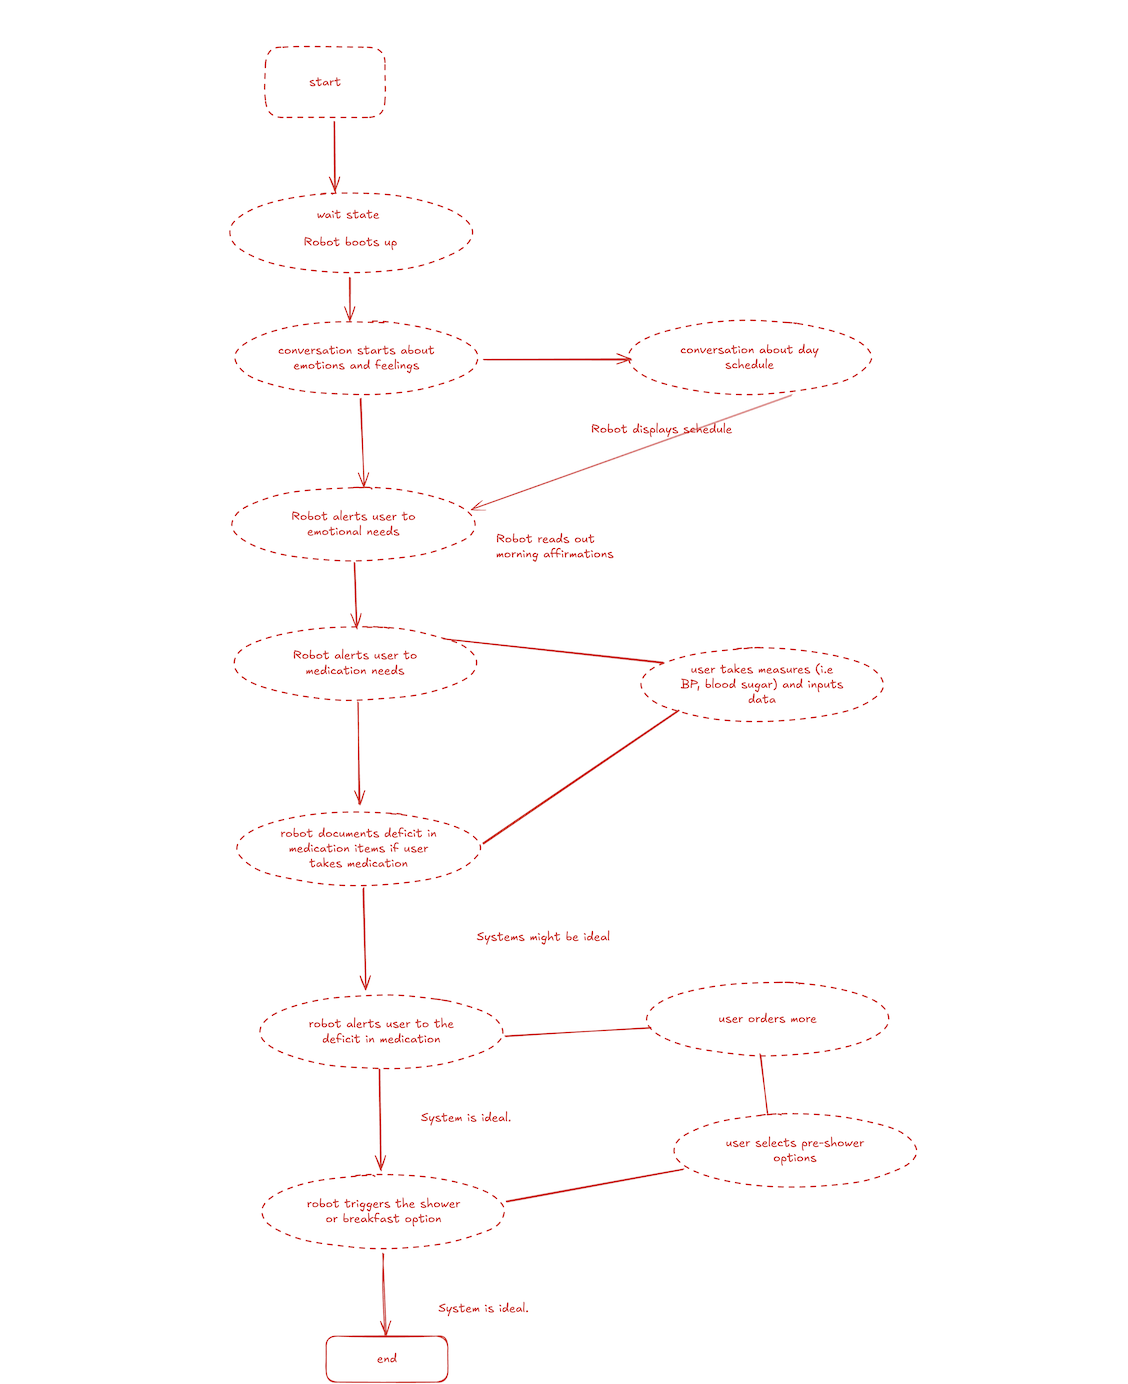 start
wait state
Robot boots up
conversation starts about
emotions and feelings
conversation about day
schedule
Robot displays schedule
Robot alerts user to
emotional needs
Robot reads out
morning affirmations
Robot alerts user to
medication needs
user takes measures (i.e
BP, blood sugar) and inputs
data
robot documents deficit in
medication items if user
takes medication
Systems might be ideal
robot alerts user to the
deficit in medication
user orders more
System is ideal.
user selects pre-shower
options
robot triggers the shower
or breakfast option
System is ideal.
end